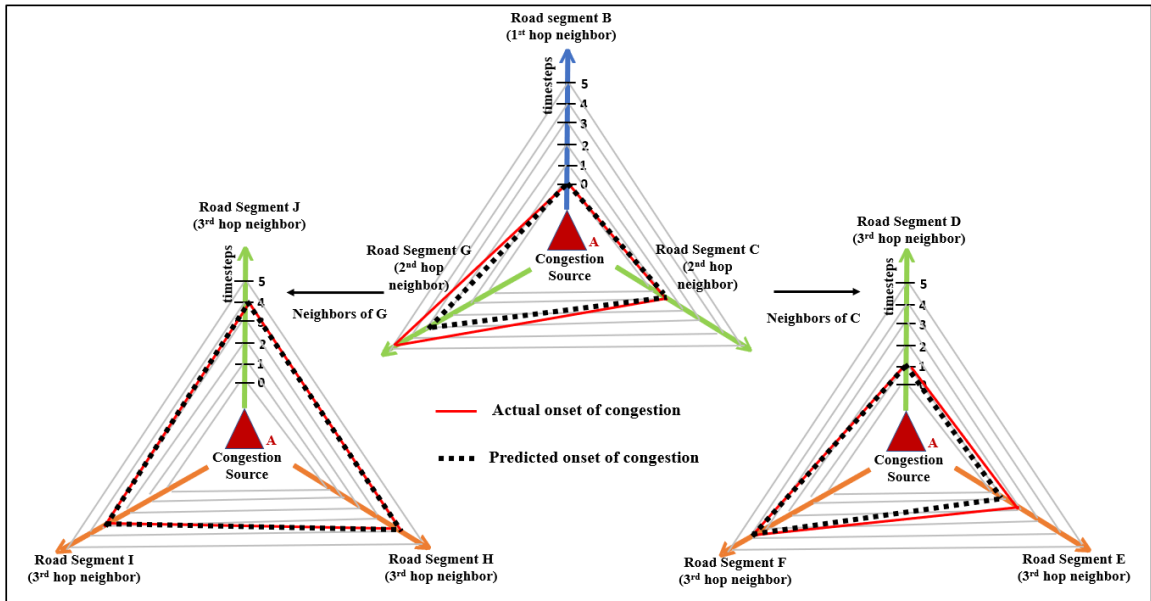 Road segment B
(1st hop neighbor)
timesteps
5
4
3
2
1
0
A
Congestion
Source
Road Segment G
(2nd hop
neighbor)
Road Segment C
(2nd hop
neighbor)
Neighbors of G
Neighbors of C
Road Segment J
(3rd hop neighbor)
timesteps
5
4
3
2
1
0
A
Congestion
Source
Road Segment I
(3rd hop neighbor)
Road Segment H
(3rd hop neighbor)
Actual onset of congestion
Predicted onset of congestion
Road Segment D
(3rd hop neighbor)
timesteps
5
4
3
2
1
0
A
Congestion
Source
Road Segment F
(3rd hop neighbor)
Road Segment E
(3rd hop neighbor)